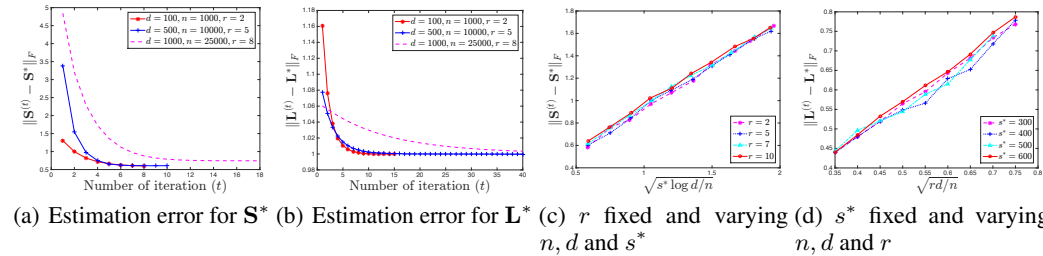 d = 100, n = 1000, r = 2
d = 500, n = 10000, r = 5
d = 1000, n = 25000, r = 8
‖S^(t) − S*‖_F
5
4.5
4
3.5
3
2.5
2
1.5
1
0.5
0 2 4 6 8 10 12 14 16 18
Number of iteration (t)
d = 100, n = 1000, r = 2
d = 500, n = 10000, r = 5
d = 1000, n = 25000, r = 8
‖L^(t) − L*‖_F
1.18
1.16
1.14
1.12
1.1
1.08
1.06
1.04
1.02
1
0.98
0 5 10 15 20 25 30 35 40
Number of iteration (t)
‖S^(t) − S*‖_F
1.8
1.6
1.4
1.2
1
0.8
0.6
0.4
0.5 1 1.5 2
r = 2
r = 5
r = 7
r = 10
√(s* log d/n)
‖L^(t) − L*‖_F
0.8
0.75
0.7
0.65
0.6
0.55
0.5
0.45
0.4
0.35 0.4 0.45 0.5 0.55 0.6 0.65 0.7 0.75 0.8
s* = 300
s* = 400
s* = 500
s* = 600
√(rd/n)
(a) Estimation error for S*
(b) Estimation error for L*
(c) r fixed and varying
n, d and s*
(d) s* fixed and varying
n, d and r